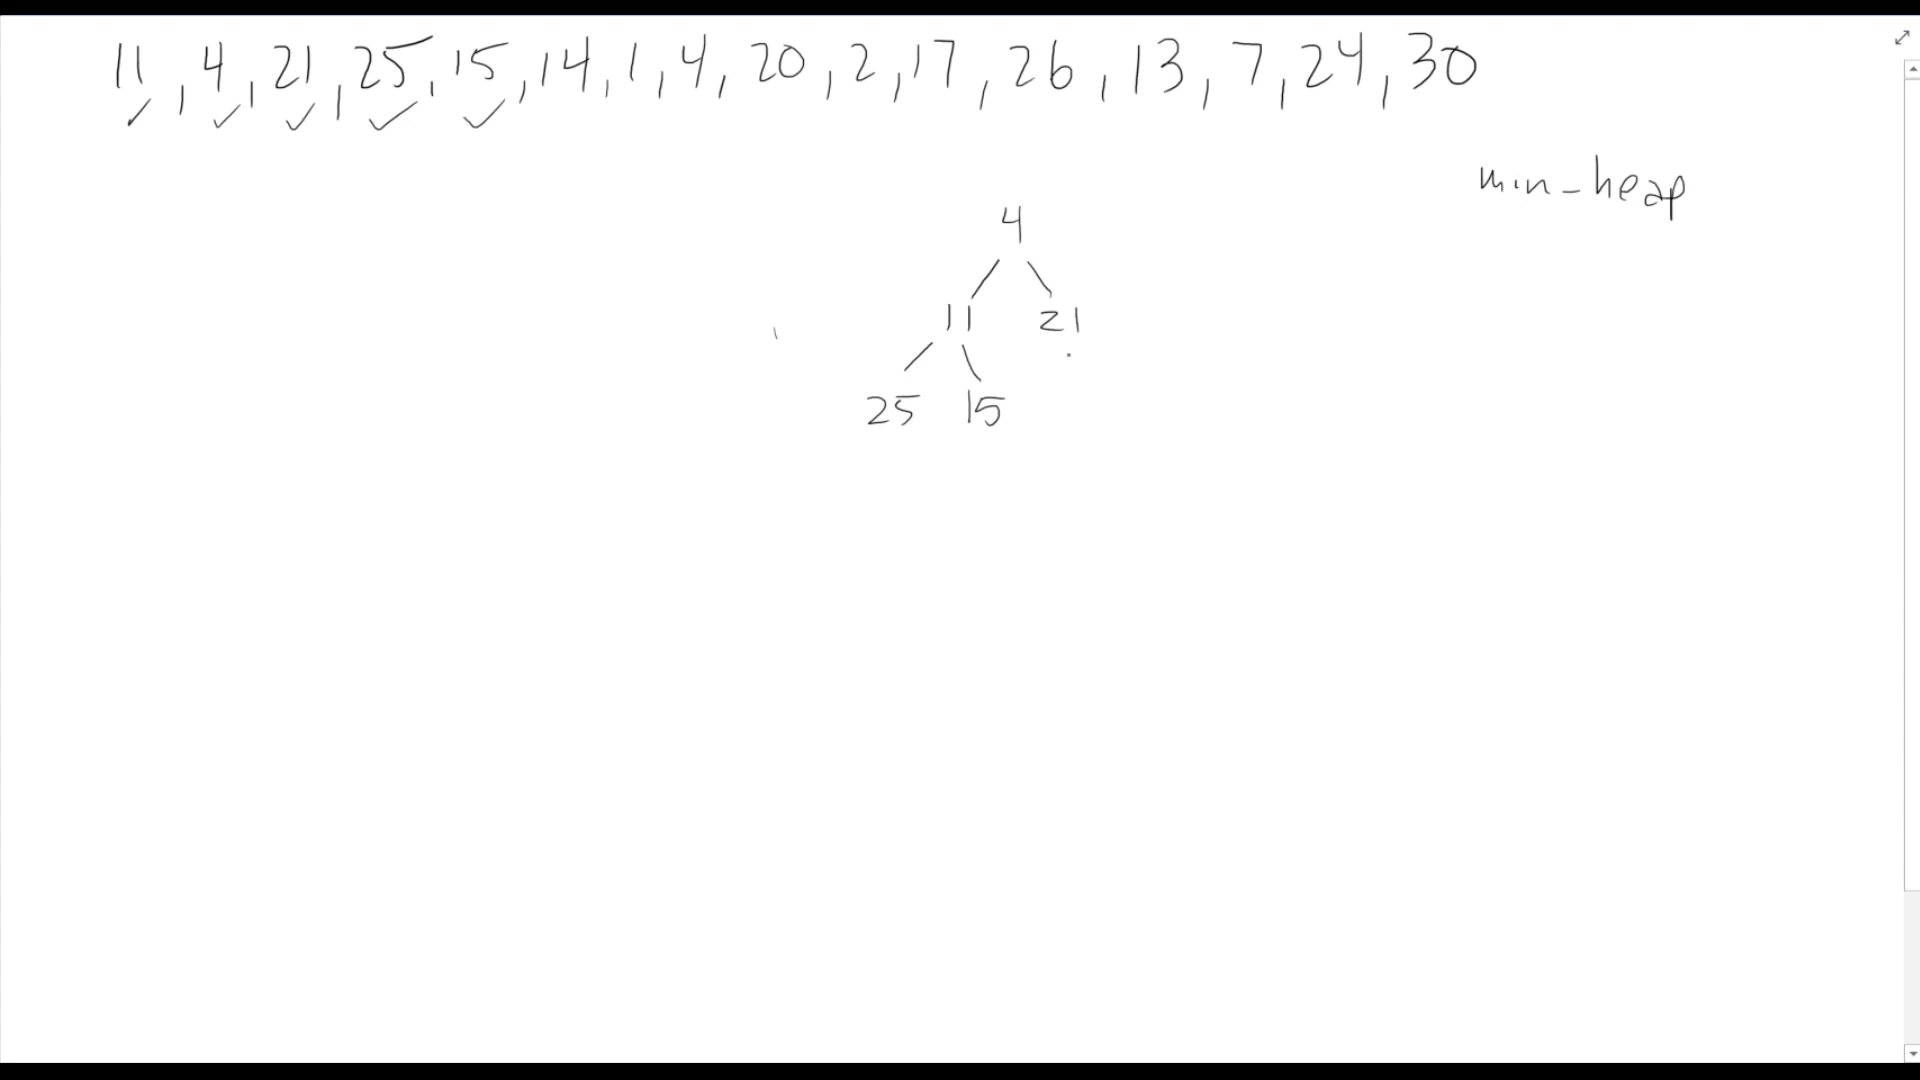 11, 4, 21, 25, 15, 14, 1, 4, 20, 2, 17, 26, 13, 7, 24, 30
min-heap
4
11 21
25 15